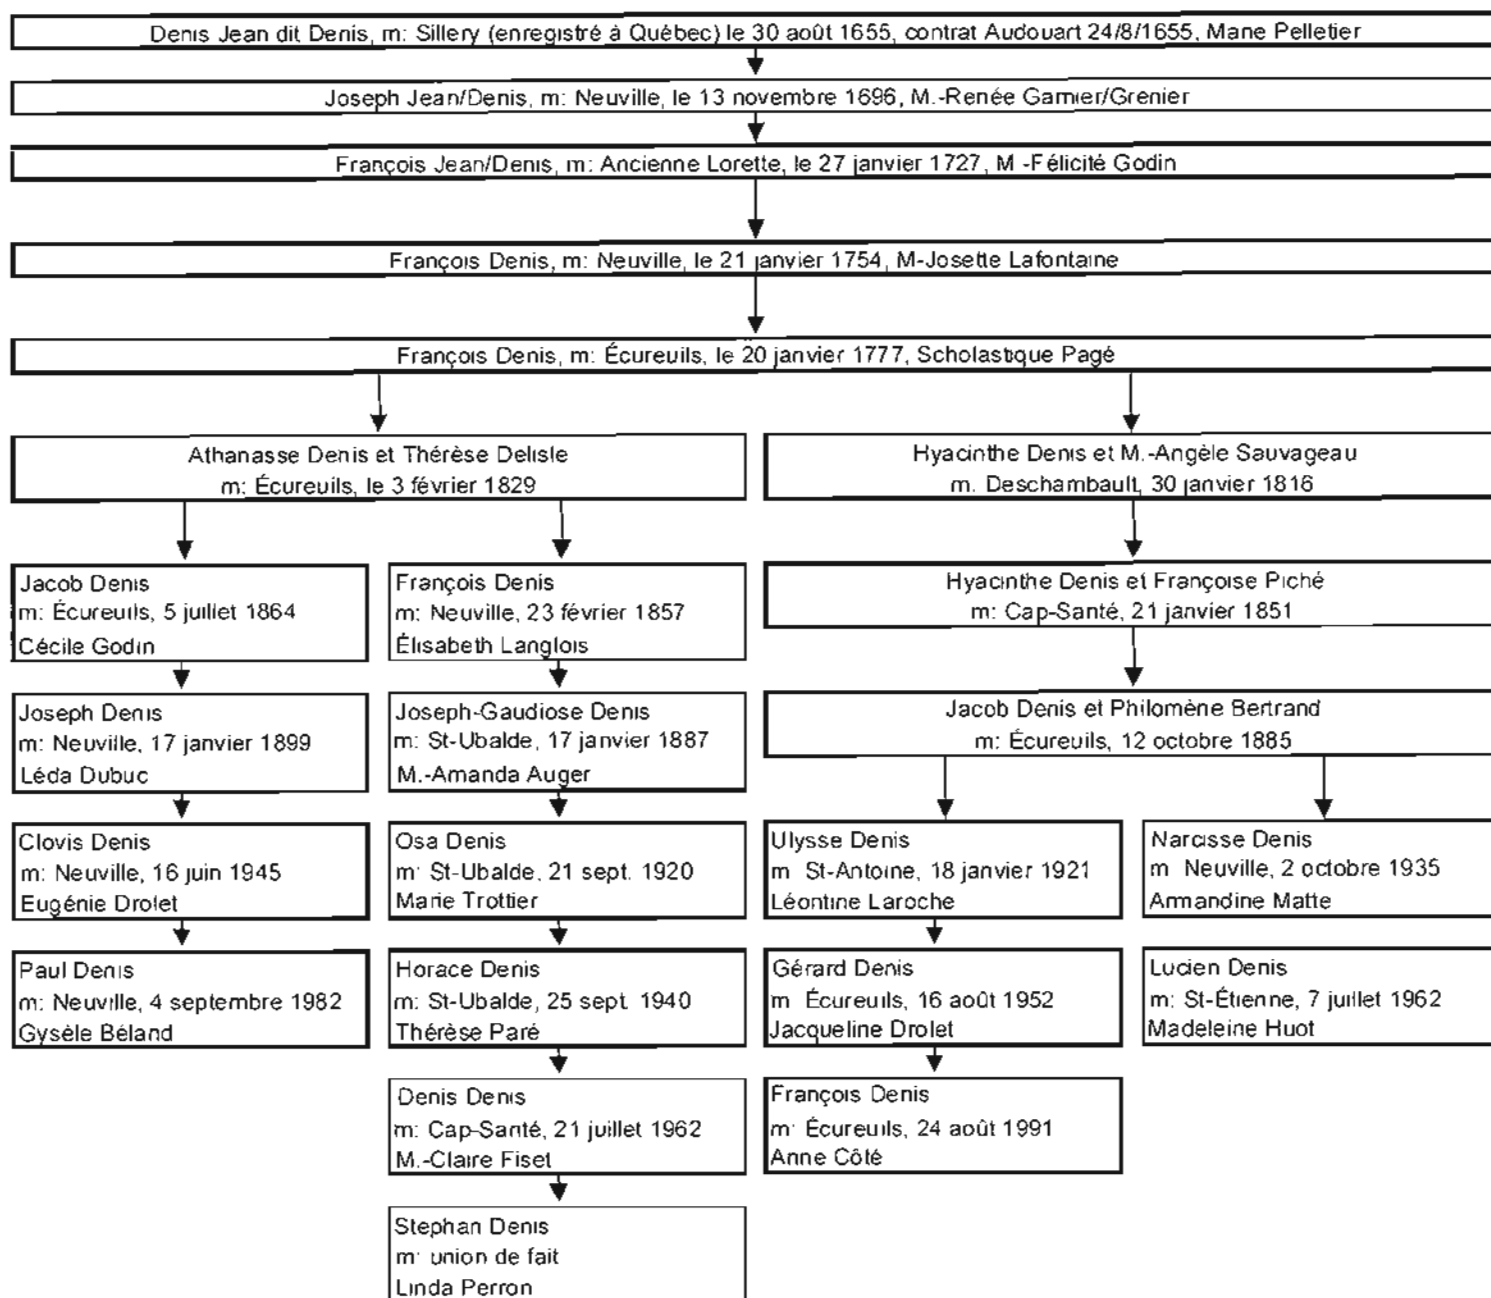 Denis Jean dit Denis, m: Sillery (enregistré à Québec) le 30 août 1655, contrat Audouart 24/8/1655, Marie Pelletier
Joseph Jean/Denis, m: Neuville, le 13 novembre 1696, M.-Renée Garnier/Grenier
François Jean/Denis, m: Ancienne Lorette, le 27 janvier 1727, M -Félicité Godin
François Denis, m: Neuville, le 21 janvier 1754, M-Josette Lafontaine
François Denis, m: Écureuils, le 20 janvier 1777, Scholastique Pagé
Athanasse Denis et Thérèse Delisle
m: Écureuils, le 3 février 1829
Hyacinthe Denis et M.-Angèle Sauvageau
m. Deschambault, 30 janvier 1816
Jacob Denis
m: Écureuils, 5 juillet 1864
Cécile Godin
François Denis
m: Neuville, 23 février 1857
Élisabeth Langlois
Hyacinthe Denis et Françoise Piché
m: Cap-Santé, 21 janvier 1851
Joseph Denis
m: Neuville, 17 janvier 1899
Léda Dubuc
Joseph-Gaudiose Denis
m: St-Ubalde, 17 janvier 1887
M.-Amanda Auger
Jacob Denis et Philomène Bertrand
m: Écureuils, 12 octobre 1885
Clovis Denis
m: Neuville, 16 juin 1945
Eugénie Drolet
Osa Denis
m: St-Ubalde, 21 sept. 1920
Marie Trottier
Ulysse Denis
m St-Antoine, 18 janvier 1921
Léontine Laroche
Narcisse Denis
m Neuville, 2 octobre 1935
Armandine Matte
Paul Denis
m: Neuville, 4 septembre 1982
Gysèle Béland
Horace Denis
m: St-Ubalde, 25 sept. 1940
Thérèse Paré
Gérard Denis
m Écureuils, 16 août 1952
Jacqueline Drolet
Lucien Denis
m: St-Étienne, 7 juillet 1962
Madeleine Huot
Denis Denis
m: Cap-Santé, 21 juillet 1962
M.-Claire Fiset
François Denis
m: Écureuils, 24 août 1991
Anne Côté
Stephan Denis
m: union de fait
Linda Perron